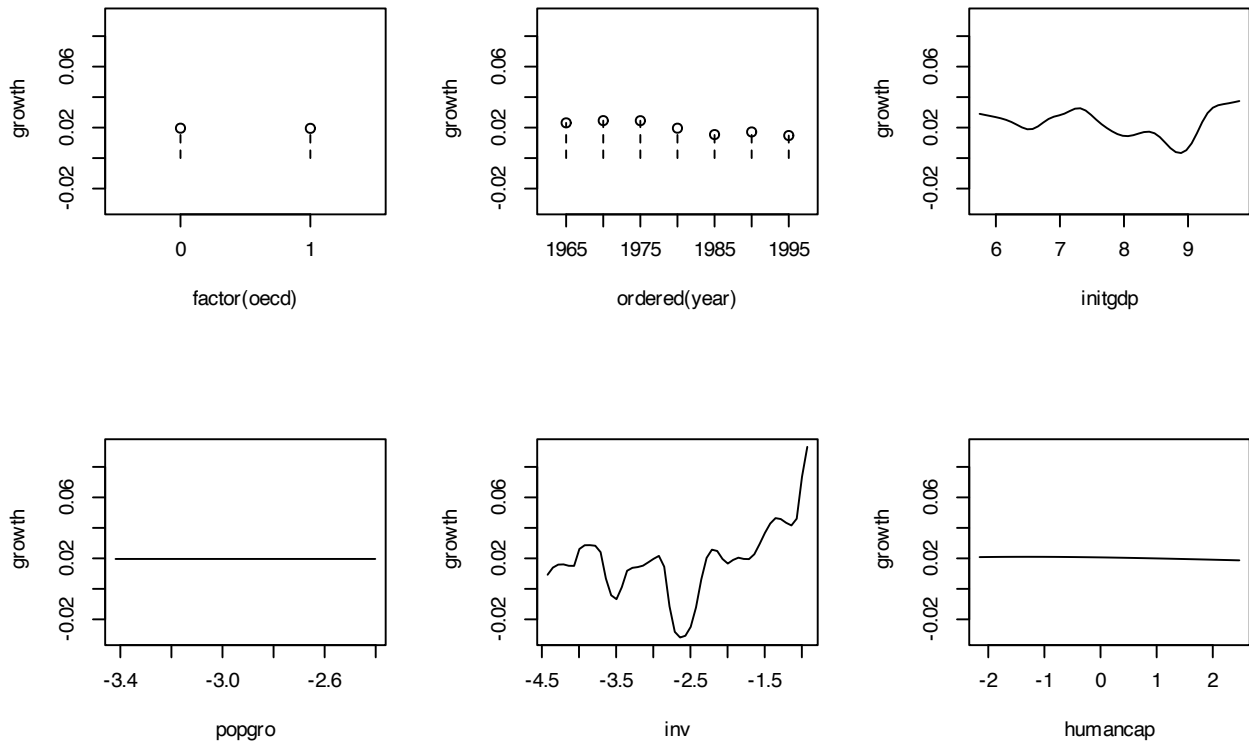 growth
-0.02 0.02 0.06
0 1
factor(oecd)
growth
-0.02 0.02 0.06
1965 1975 1985 1995
ordered(year)
growth
-0.02 0.02 0.06
6 7 8 9
initgdp
growth
-0.02 0.02 0.06
-3.4 -3.0 -2.6
popgro
growth
-0.02 0.02 0.06
-4.5 -3.5 -2.5 -1.5
inv
growth
-0.02 0.02 0.06
-2 -1 0 1 2
humancap